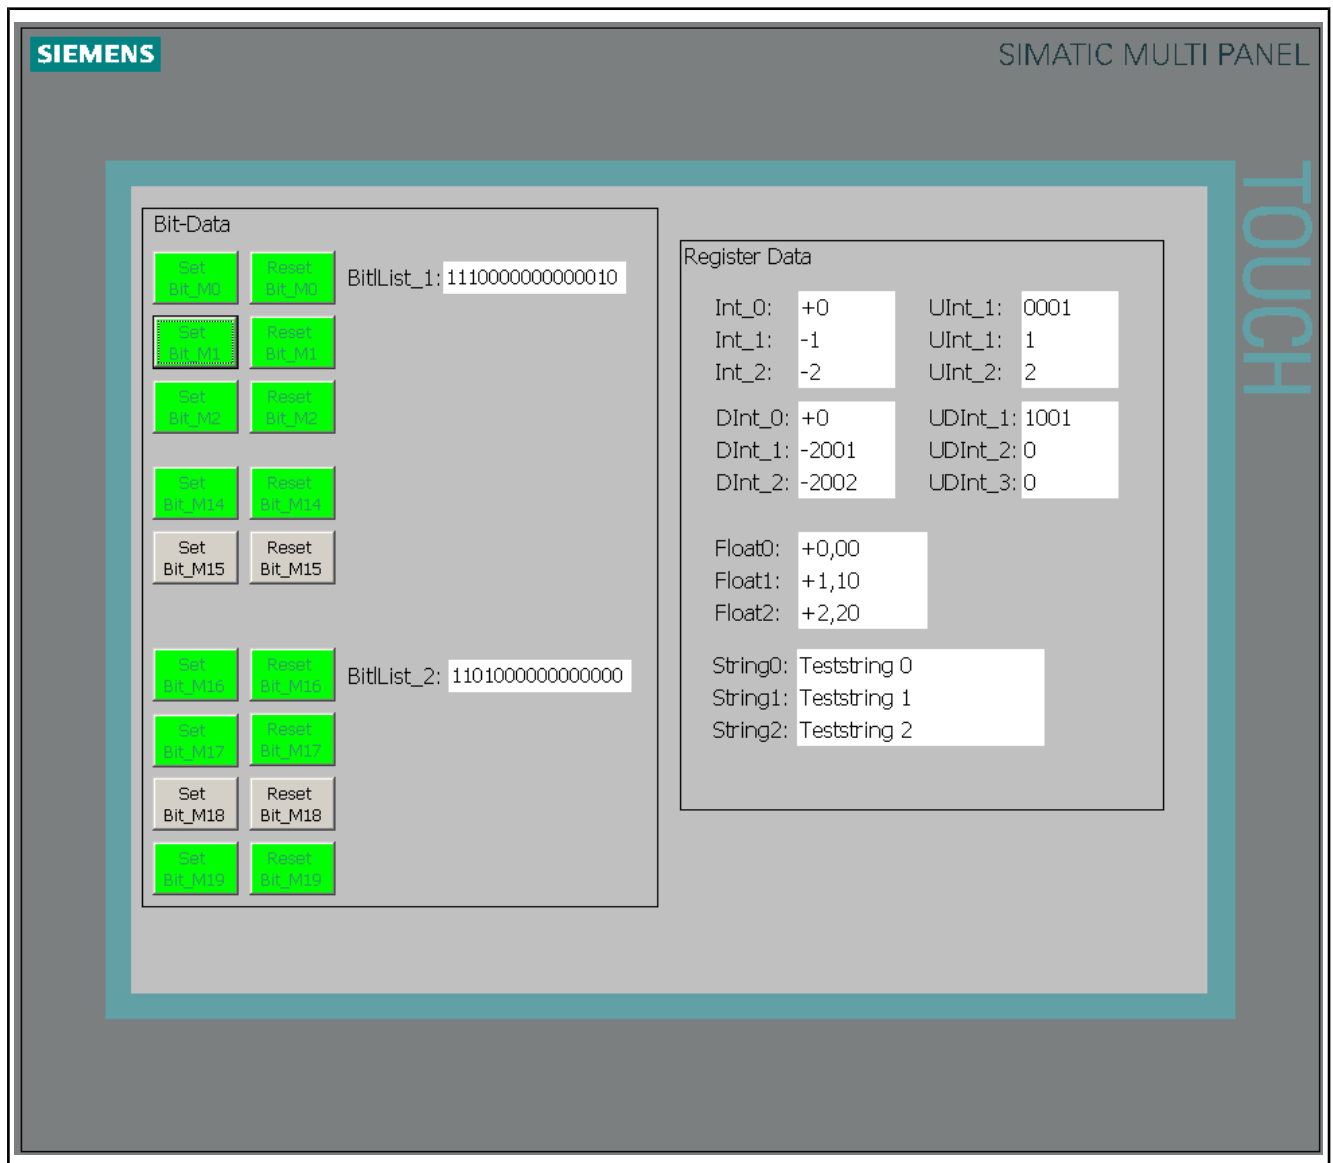 SIEMENS
SIMATIC MULTI PANEL
TOUCH
Bit-Data
Set Bit_M0
Reset Bit_M0
BitlList_1: 1110000000000010
Set Bit_M1
Reset Bit_M1
Set Bit_M2
Reset Bit_M2
Set Bit_M14
Reset Bit_M14
Set Bit_M15
Reset Bit_M15
Set Bit_M16
Reset Bit_M16
BitlList_2: 1101000000000000
Set Bit_M17
Reset Bit_M17
Set Bit_M18
Reset Bit_M18
Set Bit_M19
Reset Bit_M19
Register Data
Int_0: +0 UInt_1: 0001
Int_1: -1 UInt_1: 1
Int_2: -2 UInt_2: 2
DInt_0: +0 UDInt_1: 1001
DInt_1: -2001 UDInt_2: 0
DInt_2: -2002 UDInt_3: 0
Float0: +0,00
Float1: +1,10
Float2: +2,20
String0: Teststring 0
String1: Teststring 1
String2: Teststring 2